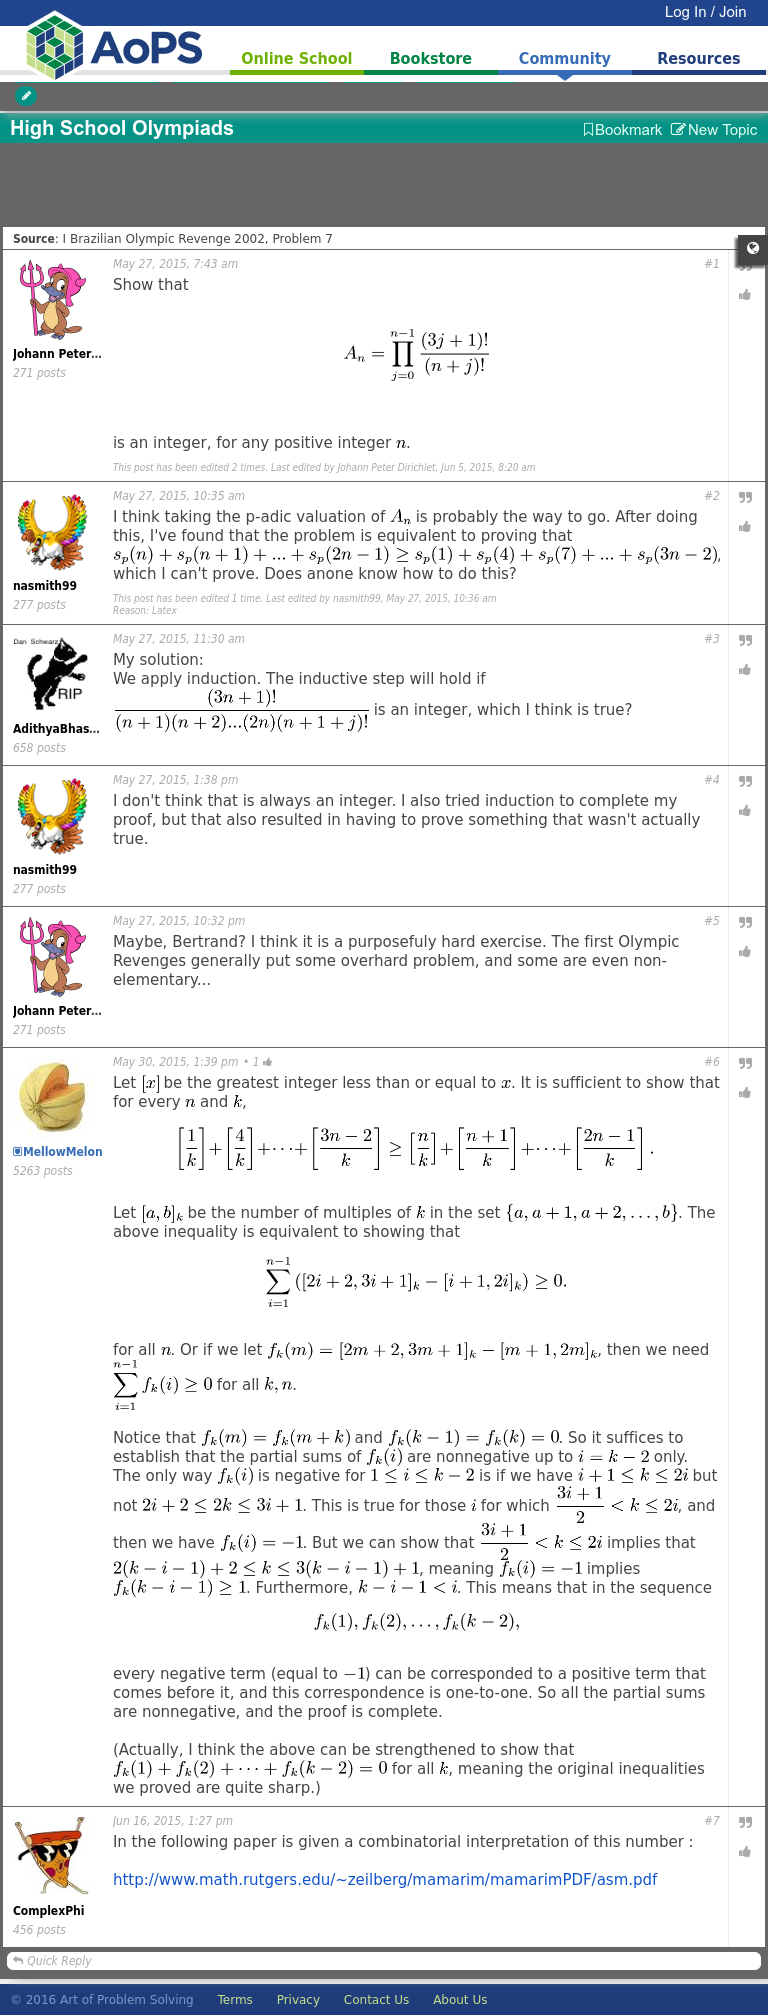 Log In / Join
AoPS
Online School
Bookstore
Community
Resources
High School Olympiads
Bookmark New Topic
Source: I Brazilian Olympic Revenge 2002, Problem 7
May 27, 2015, 7:43 am
#1
Johann Peter...
271 posts
Show that
$A_n = \prod_{j=0}^{n-1} \frac{(3j+1)!}{(n+j)!}$
is an integer, for any positive integer $n$.
This post has been edited 2 times. Last edited by Johann Peter Dirichlet, Jun 5, 2015, 8:20 am
May 27, 2015, 10:35 am
#2
nasmith99
277 posts
I think taking the p-adic valuation of $A_n$ is probably the way to go. After doing
this, I've found that the problem is equivalent to proving that
$s_p(n) + s_p(n+1) + ... + s_p(2n-1) \geq s_p(1) + s_p(4) + s_p(7) + ... + s_p(3n-2)$,
which I can't prove. Does anone know how to do this?
This post has been edited 1 time. Last edited by nasmith99, May 27, 2015, 10:36 am
Reason: Latex
May 27, 2015, 11:30 am
#3
Dan Schwarz
RIP
AdithyaBhas...
658 posts
My solution:
We apply induction. The inductive step will hold if
$\frac{(3n+1)!}{(n+1)(n+2)...(2n)(n+1+j)!}$ is an integer, which I think is true?
May 27, 2015, 1:38 pm
#4
nasmith99
277 posts
I don't think that is always an integer. I also tried induction to complete my
proof, but that also resulted in having to prove something that wasn't actually
true.
May 27, 2015, 10:32 pm
#5
Johann Peter...
271 posts
Maybe, Bertrand? I think it is a purposefuly hard exercise. The first Olympic
Revenges generally put some overhard problem, and some are even non-
elementary...
May 30, 2015, 1:39 pm • 1
#6
MellowMelon
5263 posts
Let $[x]$ be the greatest integer less than or equal to $x$. It is sufficient to show that
for every $n$ and $k$,
$\left[\frac{1}{k}\right] + \left[\frac{4}{k}\right] + \cdots + \left[\frac{3n-2}{k}\right] \geq \left[\frac{n}{k}\right] + \left[\frac{n+1}{k}\right] + \cdots + \left[\frac{2n-1}{k}\right].$
Let $[a,b]_k$ be the number of multiples of $k$ in the set $\{a, a+1, a+2, \ldots, b\}$. The
above inequality is equivalent to showing that
$\sum_{i=1}^{n-1} ([2i+2, 3i+1]_k - [i+1, 2i]_k) \geq 0.$
for all $n$. Or if we let $f_k(m) = [2m+2, 3m+1]_k - [m+1, 2m]_k$, then we need
$\sum_{i=1}^{n-1} f_k(i) \geq 0$ for all $k, n$.
Notice that $f_k(m) = f_k(m+k)$ and $f_k(k-1) = f_k(k) = 0$. So it suffices to
establish that the partial sums of $f_k(i)$ are nonnegative up to $i = k-2$ only.
The only way $f_k(i)$ is negative for $1 \leq i \leq k-2$ is if we have $i+1 \leq k \leq 2i$ but
not $2i+2 \leq 2k \leq 3i+1$. This is true for those $i$ for which $\frac{3i+1}{2} < k \leq 2i$, and
then we have $f_k(i) = -1$. But we can show that $\frac{3i+1}{2} < k \leq 2i$ implies that
$2(k-i-1)+2 \leq k \leq 3(k-i-1)+1$, meaning $f_k(i) = -1$ implies
$f_k(k-i-1) \geq 1$. Furthermore, $k-i-1 < i$. This means that in the sequence
$f_k(1), f_k(2), \ldots, f_k(k-2),$
every negative term (equal to $-1$) can be corresponded to a positive term that
comes before it, and this correspondence is one-to-one. So all the partial sums
are nonnegative, and the proof is complete.
(Actually, I think the above can be strengthened to show that
$f_k(1) + f_k(2) + \cdots + f_k(k-2) = 0$ for all $k$, meaning the original inequalities
we proved are quite sharp.)
Jun 16, 2015, 1:27 pm
#7
ComplexPhi
456 posts
In the following paper is given a combinatorial interpretation of this number :
http://www.math.rutgers.edu/~zeilberg/mamarim/mamarimPDF/asm.pdf
Quick Reply
© 2016 Art of Problem Solving Terms Privacy Contact Us About Us